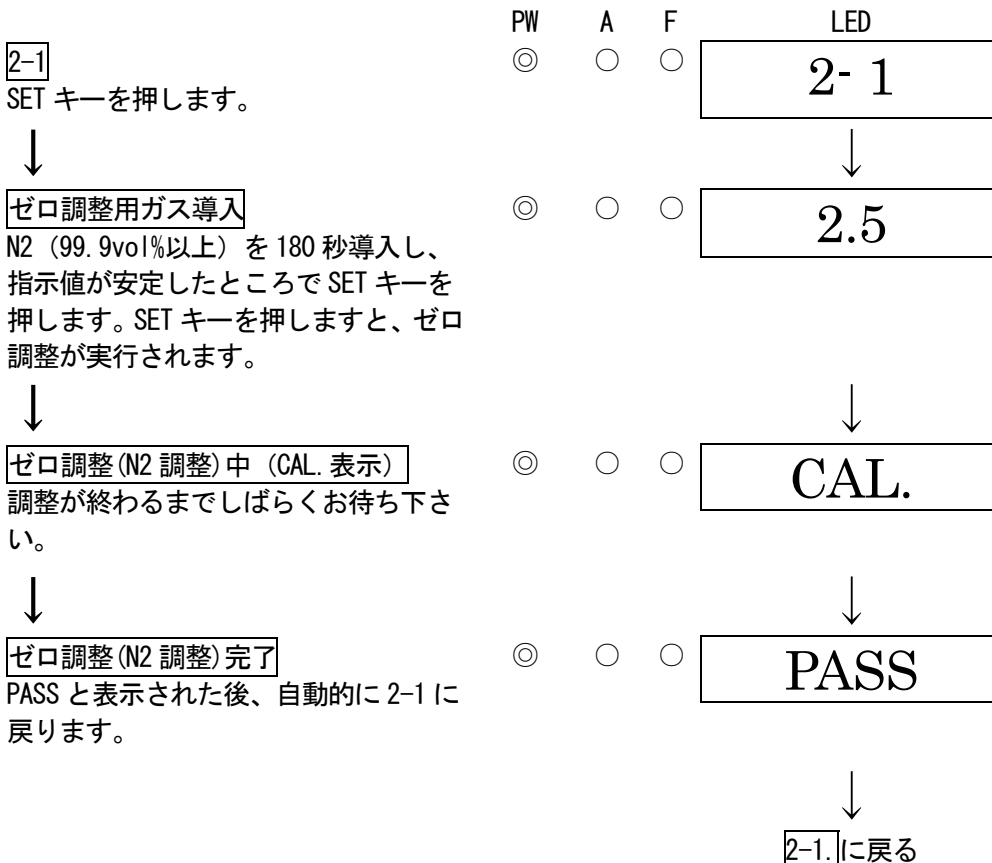 PW A F LED
2-1 ◎ ○ ○ 2- 1
SET キーを押します。
↓ ↓
ゼロ調整用ガス導入 ◎ ○ ○ 2.5
N2（99.9vol%以上）を 180 秒導入し、
指示値が安定したところで SET キーを
押します。SET キーを押しますと、ゼロ
調整が実行されます。
↓ ↓
ゼロ調整(N2 調整)中（CAL.表示） ◎ ○ ○ CAL.
調整が終わるまでしばらくお待ち下さ
い。
↓ ↓
ゼロ調整(N2 調整)完了 ◎ ○ ○ PASS
PASS と表示された後、自動的に 2-1 に
戻ります。
↓
2-1.に戻る